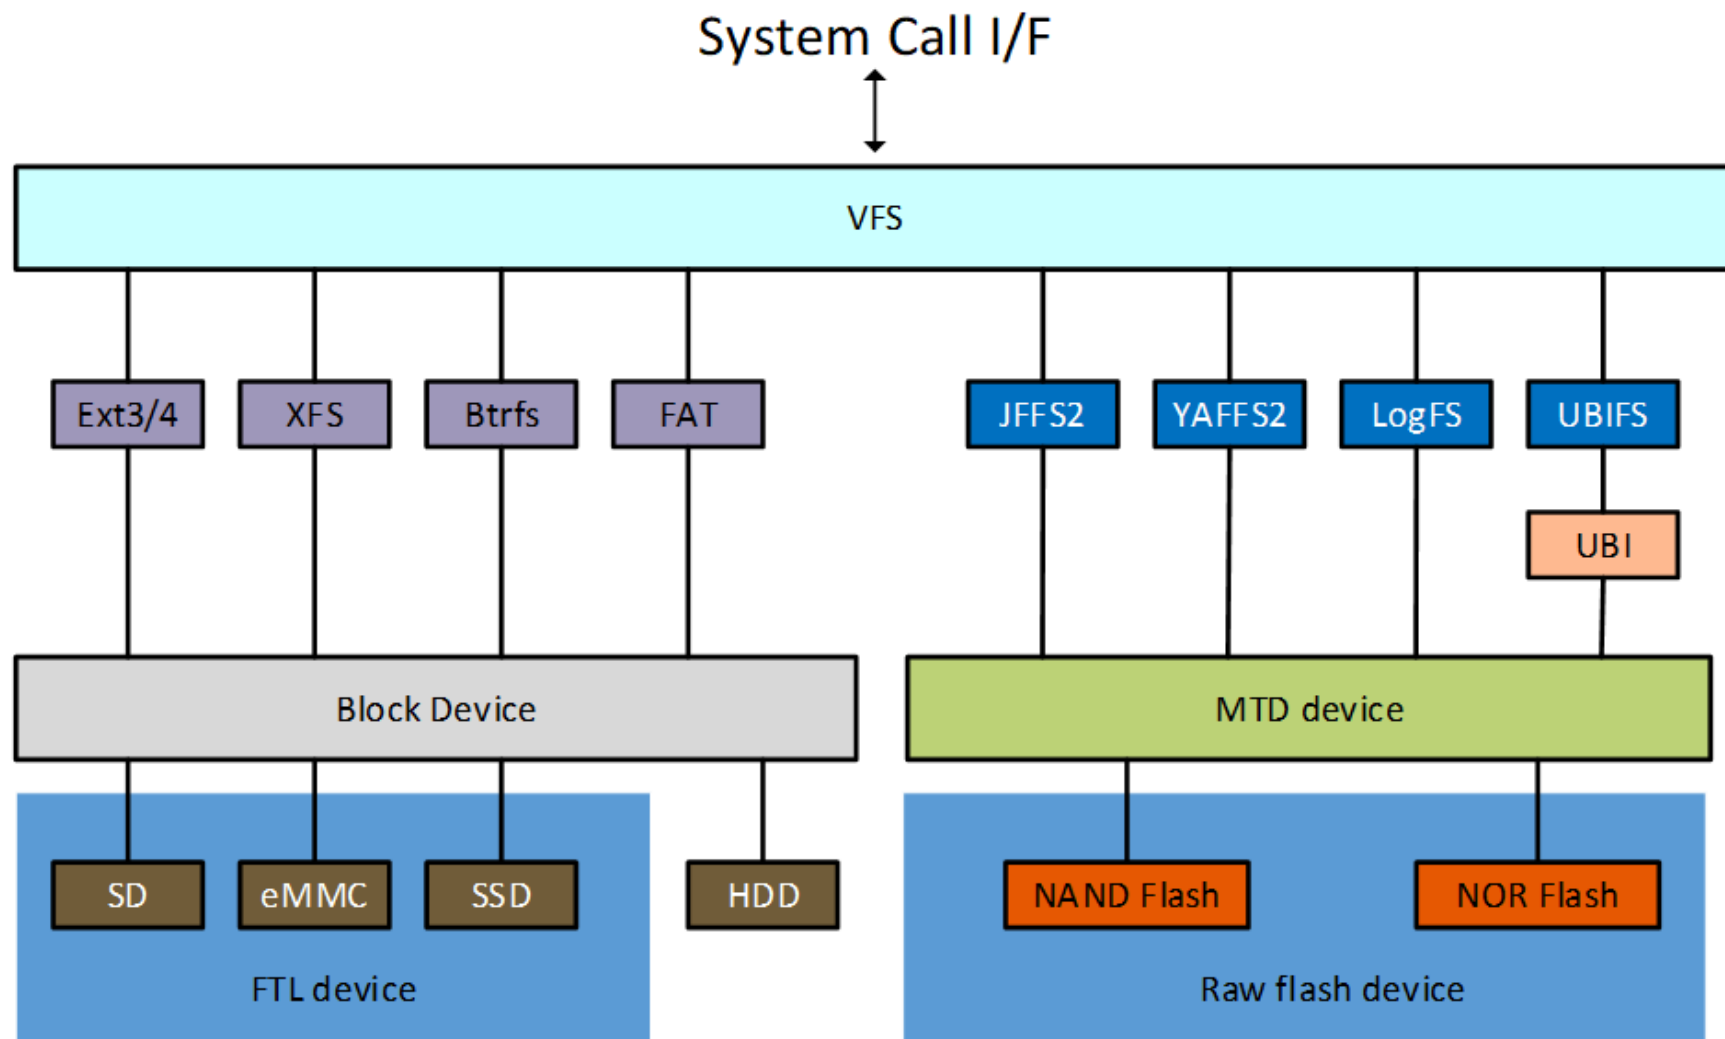 System Call I/F
VFS
Ext3/4
XFS
Btrfs
FAT
JFFS2
YAFFS2
LogFS
UBIFS
UBI
Block Device
MTD device
SD
eMMC
SSD
HDD
NAND Flash
NOR Flash
FTL device
Raw flash device